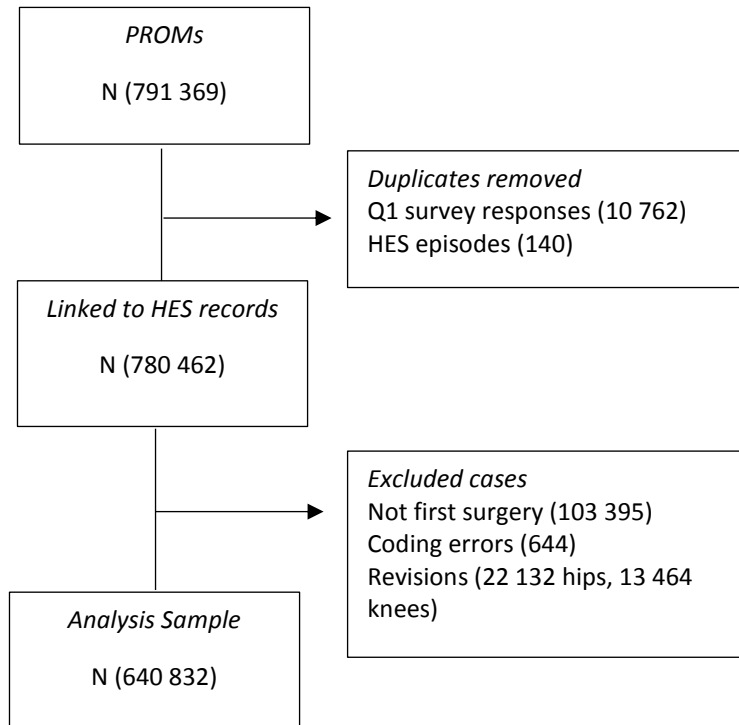 PROMs
N (791 369)
Duplicates removed
Q1 survey responses (10 762)
HES episodes (140)
Linked to HES records
N (780 462)
Excluded cases
Not first surgery (103 395)
Coding errors (644)
Revisions (22 132 hips, 13 464
knees)
Analysis Sample
N (640 832)